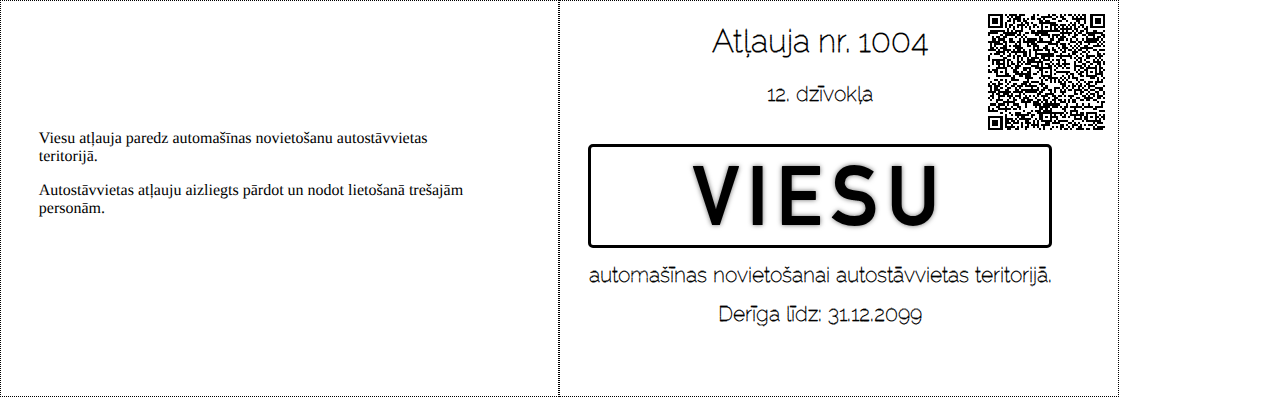 Viesu atļauja paredz automašīnas novietošanu autostāvvietas
teritorijā.
Autostāvvietas atļauju aizliegts pārdot un nodot lietošanā trešajām
personām.
Atļauja nr. 1004
12. dzīvokļa
VIESU
automašīnas novietošanai autostāvvietas teritorijā.
Derīga līdz: 31.12.2099